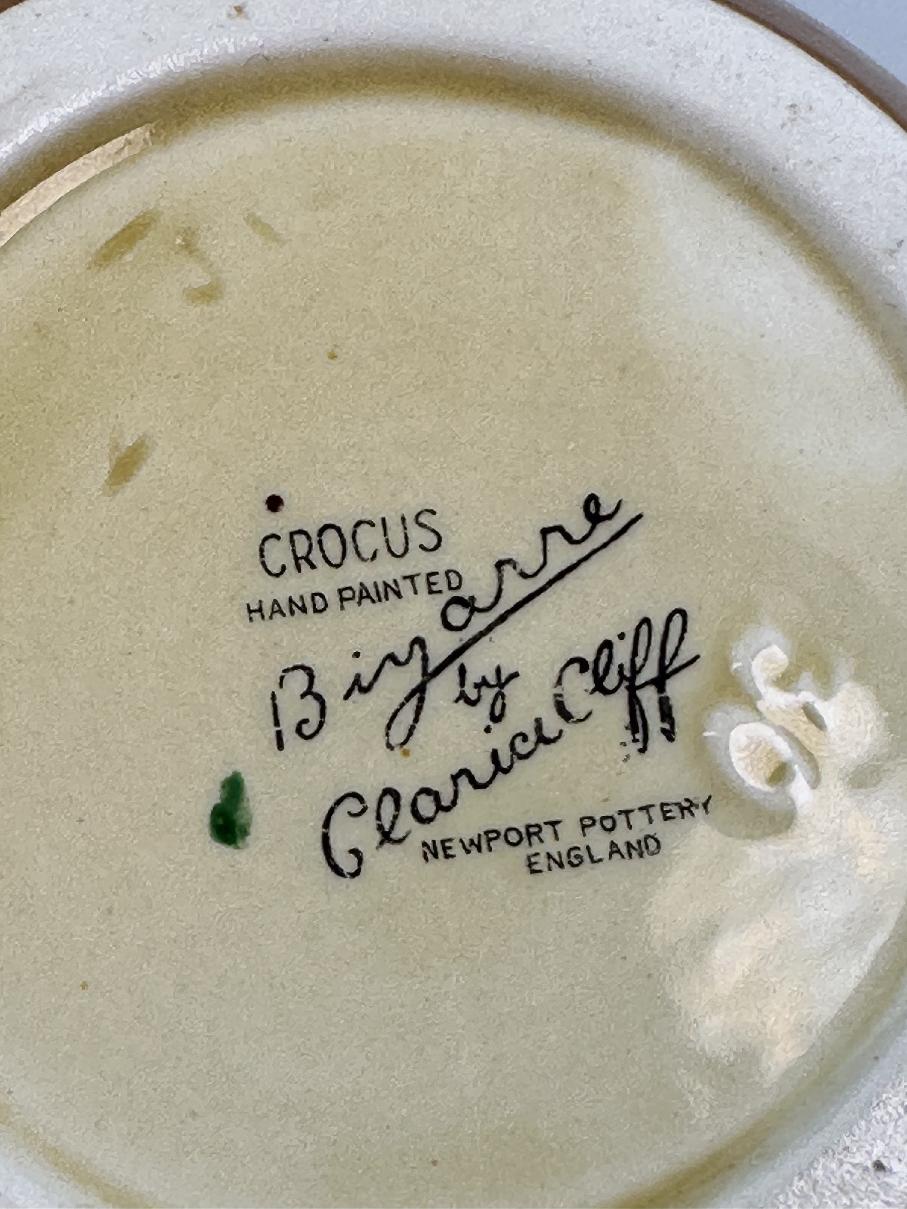 CROCUS
HAND PAINTED
Bizarre
by
Clarice Cliff
NEWPORT POTTERY
ENGLAND